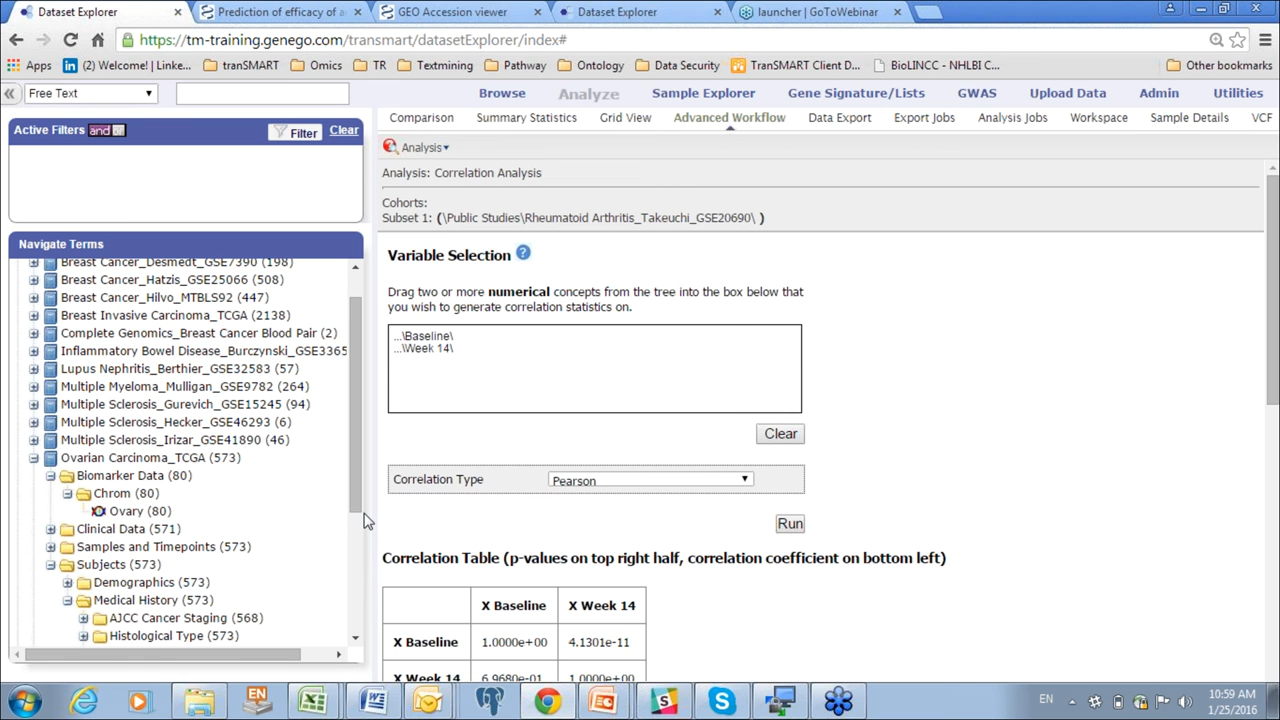 Dataset Explorer
Prediction of efficacy of a
GEO Accession viewer
Dataset Explorer
launcher | GoToWebinar
https://tm-training.genego.com/transmart/datasetExplorer/index#
Apps
(2) Welcome! | Linke...
tranSMART
Omics
TR
Textmining
Pathway
Ontology
Data Security
TranSMART Client D...
BioLINCC - NHLBI C...
Other bookmarks
Free Text
Browse
Analyze
Sample Explorer
Gene Signature/Lists
GWAS
Upload Data
Admin
Utilities
Active Filters and or
Filter
Clear
Comparison
Summary Statistics
Grid View
Advanced Workflow
Data Export
Export Jobs
Analysis Jobs
Workspace
Sample Details
VCF
Analysis
Analysis: Correlation Analysis
Cohorts:
Subset 1: (\Public Studies\Rheumatoid Arthritis_Takeuchi_GSE20690\ )
Navigate Terms
Breast Cancer_Desmedt_GSE7390 (198)
Breast Cancer_Hatzis_GSE25066 (508)
Breast Cancer_Hilvo_MTBLS92 (447)
Breast Invasive Carcinoma_TCGA (2138)
Complete Genomics_Breast Cancer Blood Pair (2)
Inflammatory Bowel Disease_Burczynski_GSE3365
Lupus Nephritis_Berthier_GSE32583 (57)
Multiple Myeloma_Mulligan_GSE9782 (264)
Multiple Sclerosis_Gurevich_GSE15245 (94)
Multiple Sclerosis_Hecker_GSE46293 (6)
Multiple Sclerosis_Irizar_GSE41890 (46)
Ovarian Carcinoma_TCGA (573)
Biomarker Data (80)
Chrom (80)
Ovary (80)
Clinical Data (571)
Samples and Timepoints (573)
Subjects (573)
Demographics (573)
Medical History (573)
AJCC Cancer Staging (568)
Histological Type (573)
Variable Selection
Drag two or more numerical concepts from the tree into the box below that
you wish to generate correlation statistics on.
...\Baseline\
...\Week 14\
Clear
Correlation Type
Pearson
Run
Correlation Table (p-values on top right half, correlation coefficient on bottom left)
X Baseline X Week 14
X Baseline 1.0000e+00 4.1301e-11
X Week 14 6.9680e-01 1.0000e+00
EN
EN
10:59 AM
1/25/2016